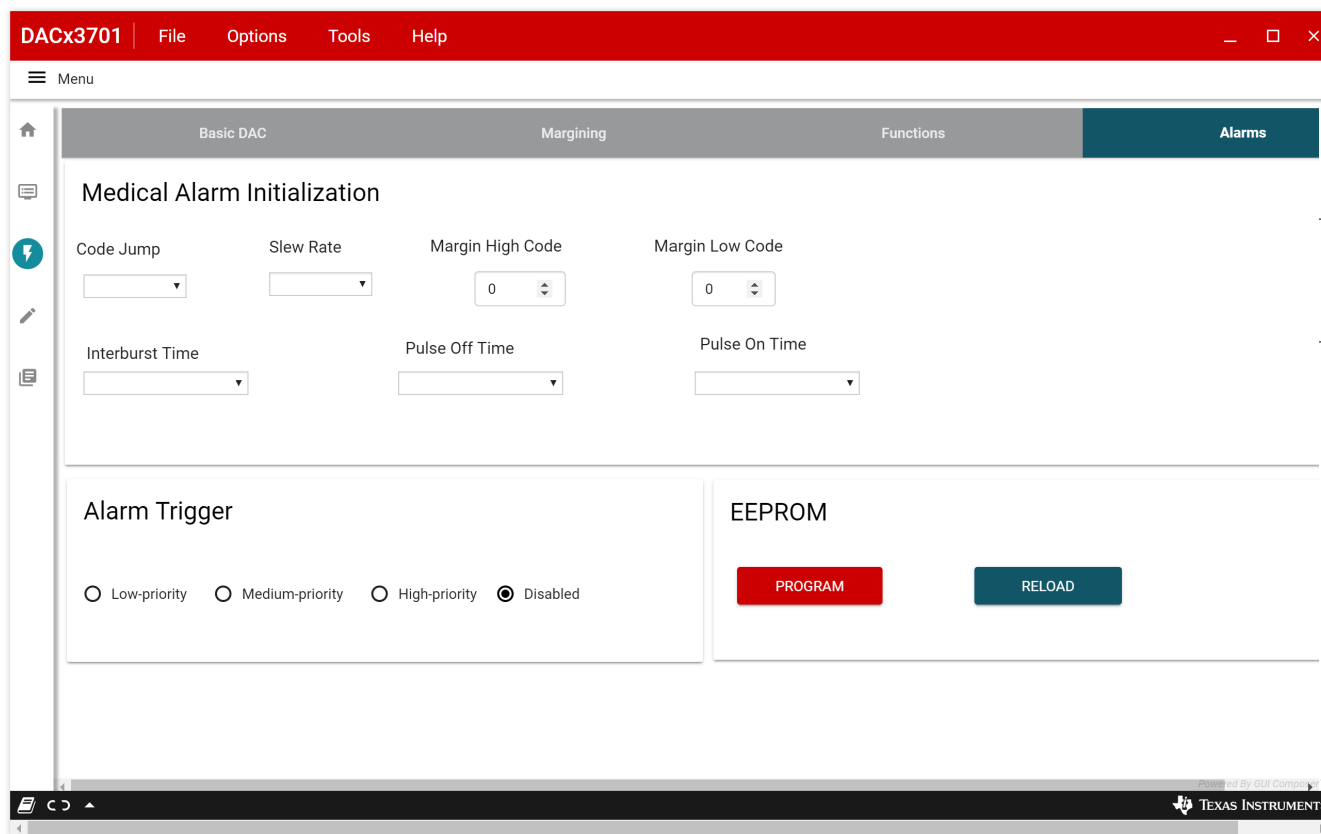 DACx3701 File Options Tools Help
Menu
Basic DAC Margining Functions Alarms
Medical Alarm Initialization
Code Jump Slew Rate Margin High Code Margin Low Code
0 0
Interburst Time Pulse Off Time Pulse On Time
Alarm Trigger EEPROM
Low-priority Medium-priority High-priority Disabled PROGRAM RELOAD
Powered By GUI Composer
TEXAS INSTRUMENT